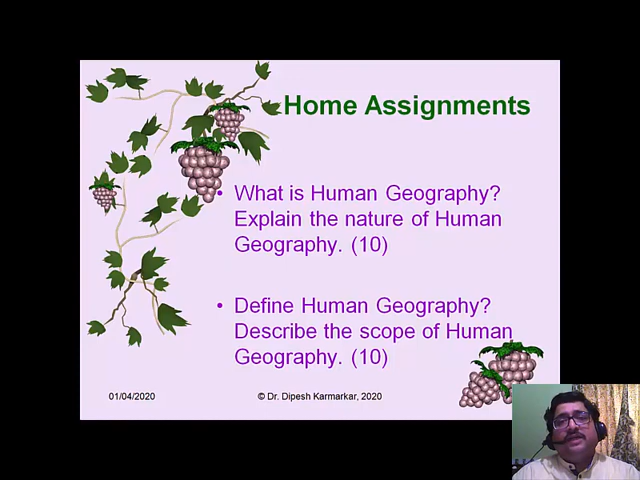 Home Assignments
• What is Human Geography?
Explain the nature of Human
Geography. (10)
• Define Human Geography?
Describe the scope of Human
Geography. (10)
01/04/2020
© Dr. Dipesh Karmarkar, 2020